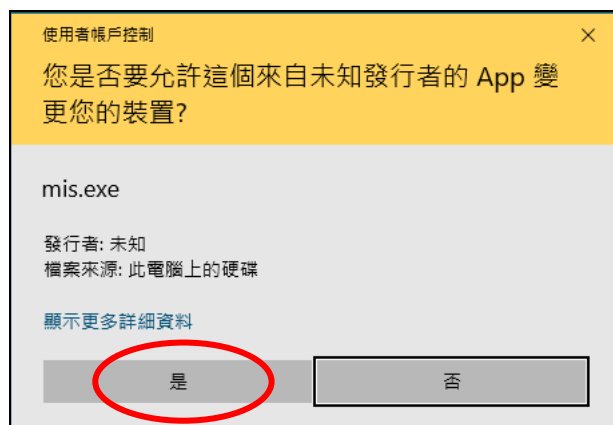 使用者帳戶控制
您是否要允許這個來自未知發行者的 App 變
更您的裝置?
mis.exe
發行者: 未知
檔案來源: 此電腦上的硬碟
顯示更多詳細資料
是
否